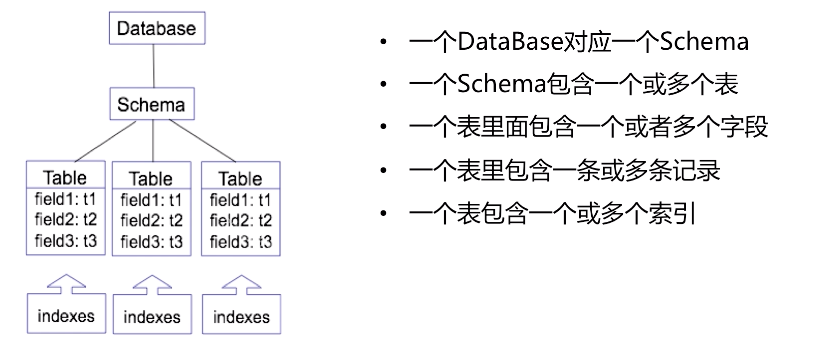 Database
Schema
Table
field1: t1
field2: t2
field3: t3
Table
field1: t1
field2: t2
field3: t3
Table
field1: t1
field2: t2
field3: t3
indexes
indexes
indexes
• 一个DataBase对应一个Schema
• 一个Schema包含一个或多个表
• 一个表里面包含一个或者多个字段
• 一个表里包含一条或多条记录
• 一个表包含一个或多个索引